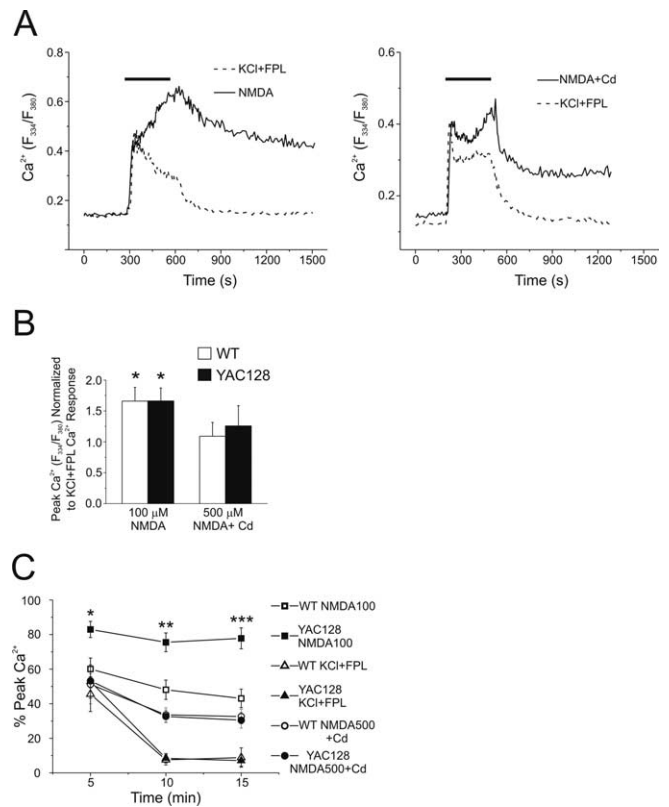 A
0.8
0.6
0.4
0.2
Ca²⁺ (F₃₃₄/F₃₈₀)
KCl+FPL
NMDA
0 300 600 900 1200 1500
Time (s)
0.6
0.4
0.2
0.1
Ca²⁺ (F₃₃₄/F₃₈₀)
NMDA+Cd
KCl+FPL
0 300 600 900 1200
Time (s)
B
WT
YAC128
* *
2.0
1.5
1.0
0.5
0.0
Peak Ca²⁺ (F₃₃₄/F₃₈₀) Normalized
to KCl+FPL Ca²⁺ Response
100 µM
NMDA
500 µM
NMDA+ Cd
C
100
80
60
40
20
0
% Peak Ca²⁺
* ** ***
5 10 15
Time (min)
WT NMDA100
YAC128
NMDA100
WT KCl+FPL
YAC128
KCl+FPL
WT NMDA500
+Cd
YAC128
NMDA500+Cd